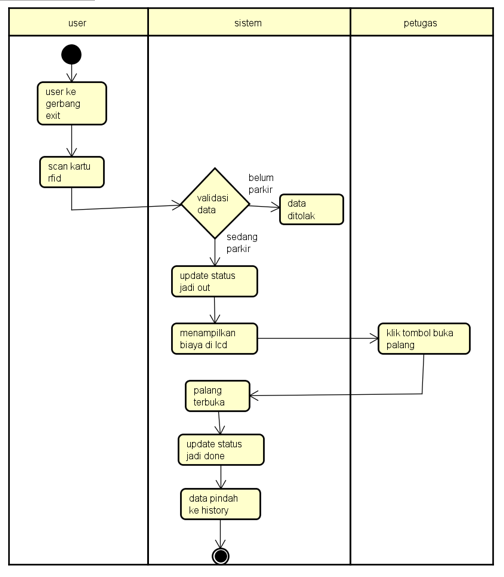 user
sistem
petugas
user ke
gerbang
exit
scan kartu
rfid
validasi
data
belum
parkir
data
ditolak
sedang
parkir
update status
jadi out
menampilkan
biaya di lcd
klik tombol buka
palang
palang
terbuka
update status
jadi done
data pindah
ke history